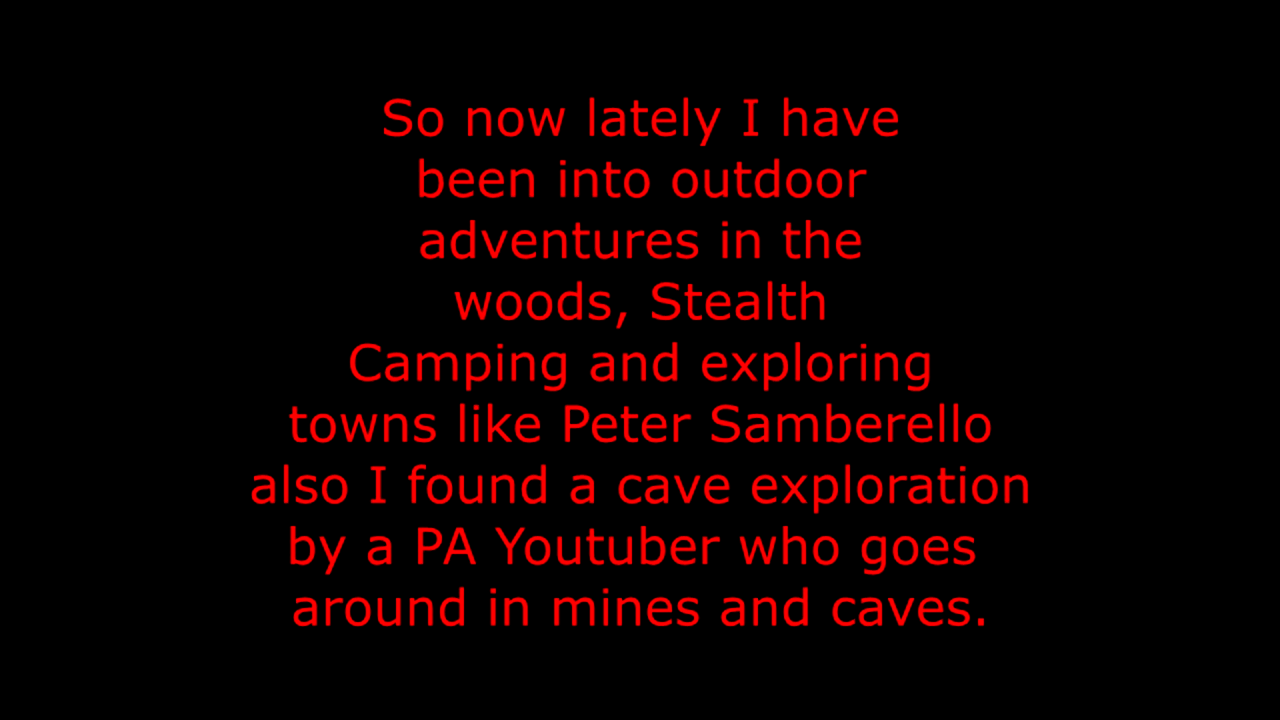 So now lately I have
been into outdoor
adventures in the
woods, Stealth
Camping and exploring
towns like Peter Samberello
also I found a cave exploration
by a PA Youtuber who goes
around in mines and caves.